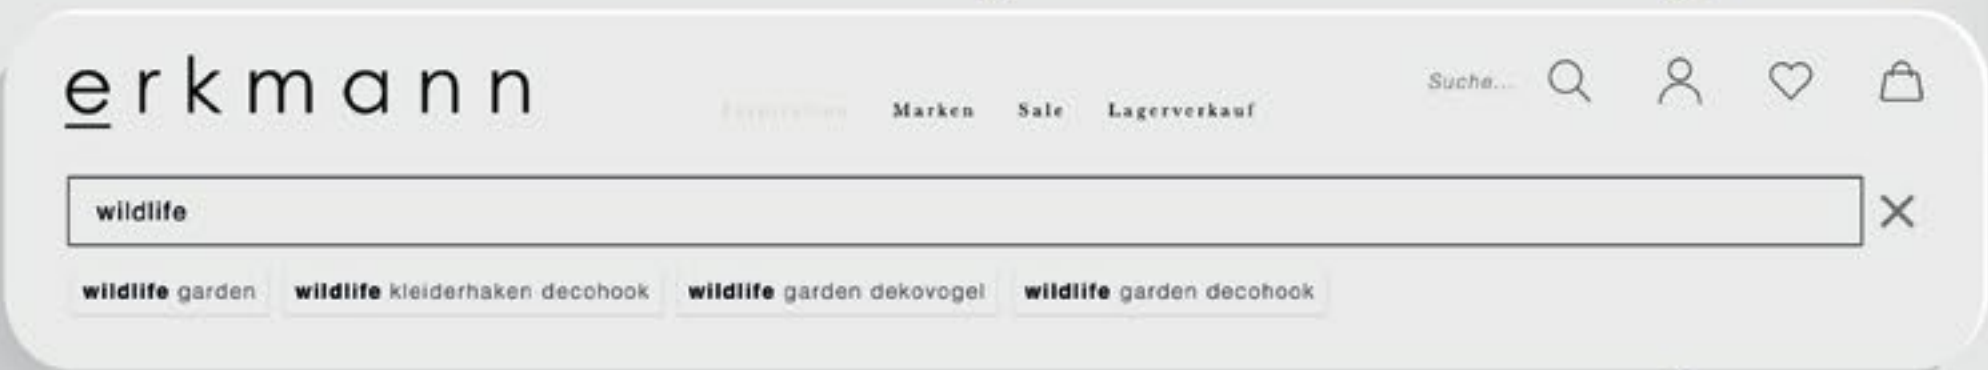 erkmann
Marken Sale Lagerverkauf
Suche...
wildlife
wildlife garden wildlife kleiderhaken decohook wildlife garden dekovogel wildlife garden decohook